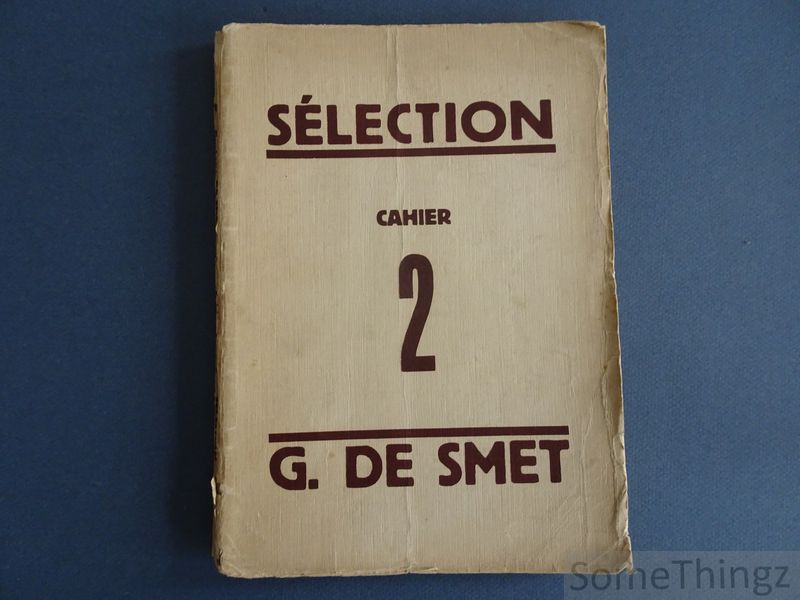 SÉLECTION
CAHIER
2
G. DE SMET
SomeThingz